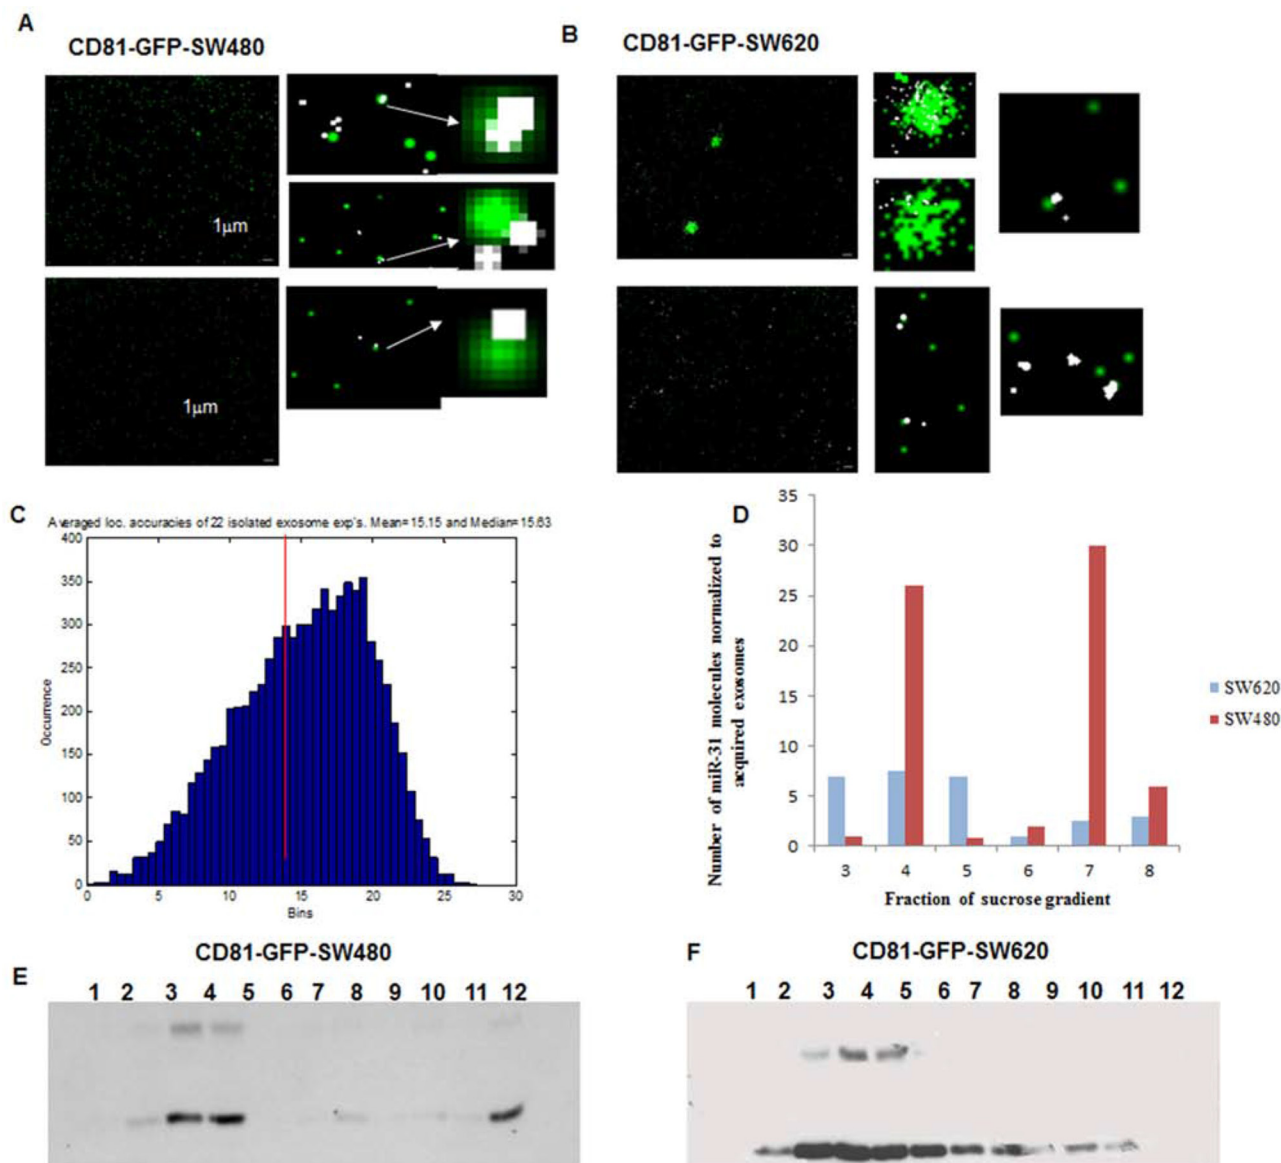 A
CD81-GFP-SW480
1μm
1μm
B
CD81-GFP-SW620
C
Averaged loc. accuracies of 22 isolated exosome exp's. Mean=15.15 and Median=15.63
400
350
300
250
200
150
100
50
0
Occurrence
0 5 10 15 20 25 30
Bins
D
35
30
25
20
15
10
5
0
Number of miR-31 molecules normalized to
acquired exosomes
3 4 5 6 7 8
Fraction of sucrose gradient
SW620
SW480
E
CD81-GFP-SW480
1 2 3 4 5 6 7 8 9 10 11 12
F
CD81-GFP-SW620
1 2 3 4 5 6 7 8 9 10 11 12